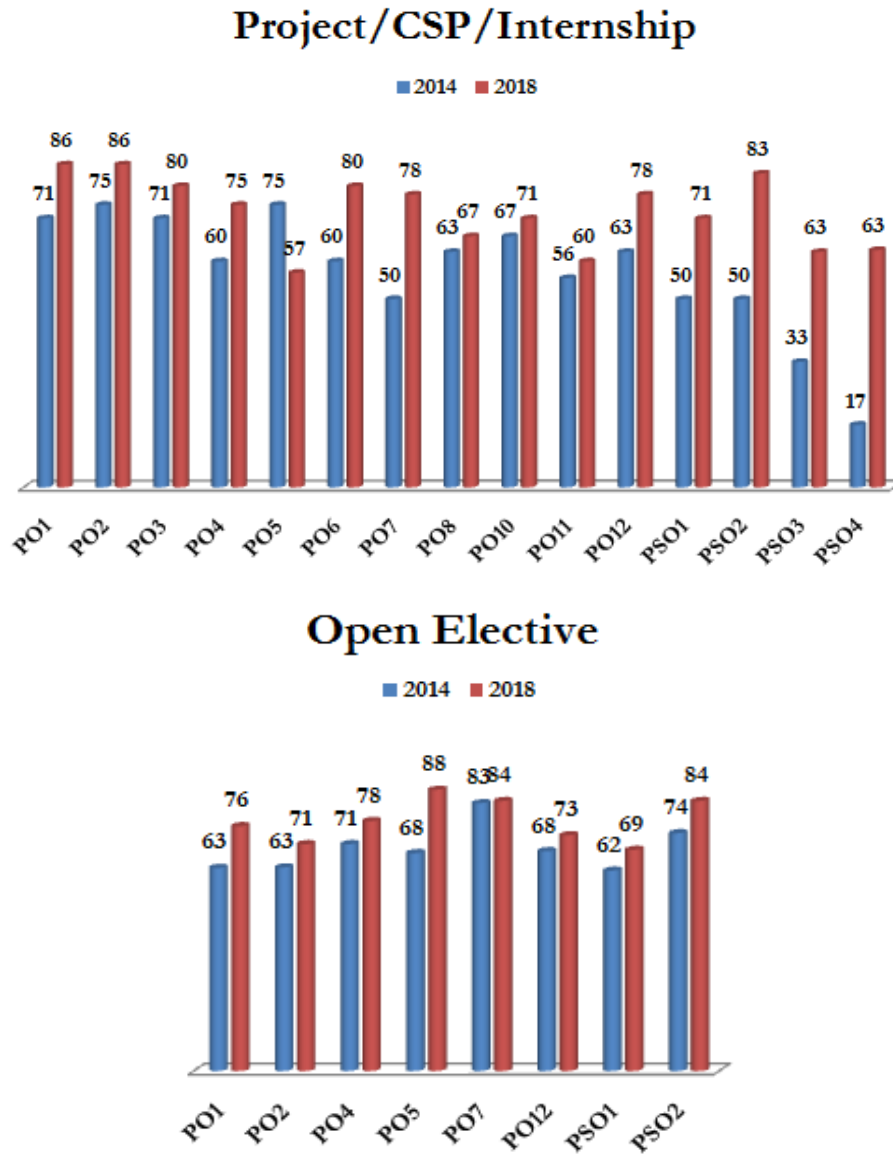 Project/CSP/Internship
2014 2018
71 86 75 86 71 80 60 75 75 57 60 80 50 78 63 67 67 71 56 60 63 78 50 71 50 83 33 63 17 63
PO1 PO2 PO3 PO4 PO5 PO6 PO7 PO8 PO10 PO11 PO12 PSO1 PSO2 PSO3 PSO4
Open Elective
2014 2018
63 76 63 71 71 78 68 88 83 84 68 73 62 69 74 84
PO1 PO2 PO4 PO5 PO7 PO12 PSO1 PSO2